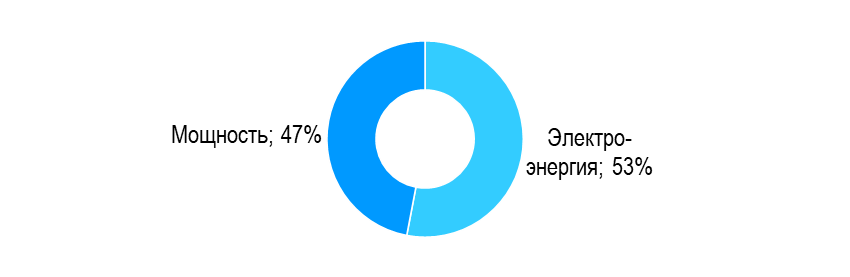 Мощность; 47%
Электро-
энергия; 53%